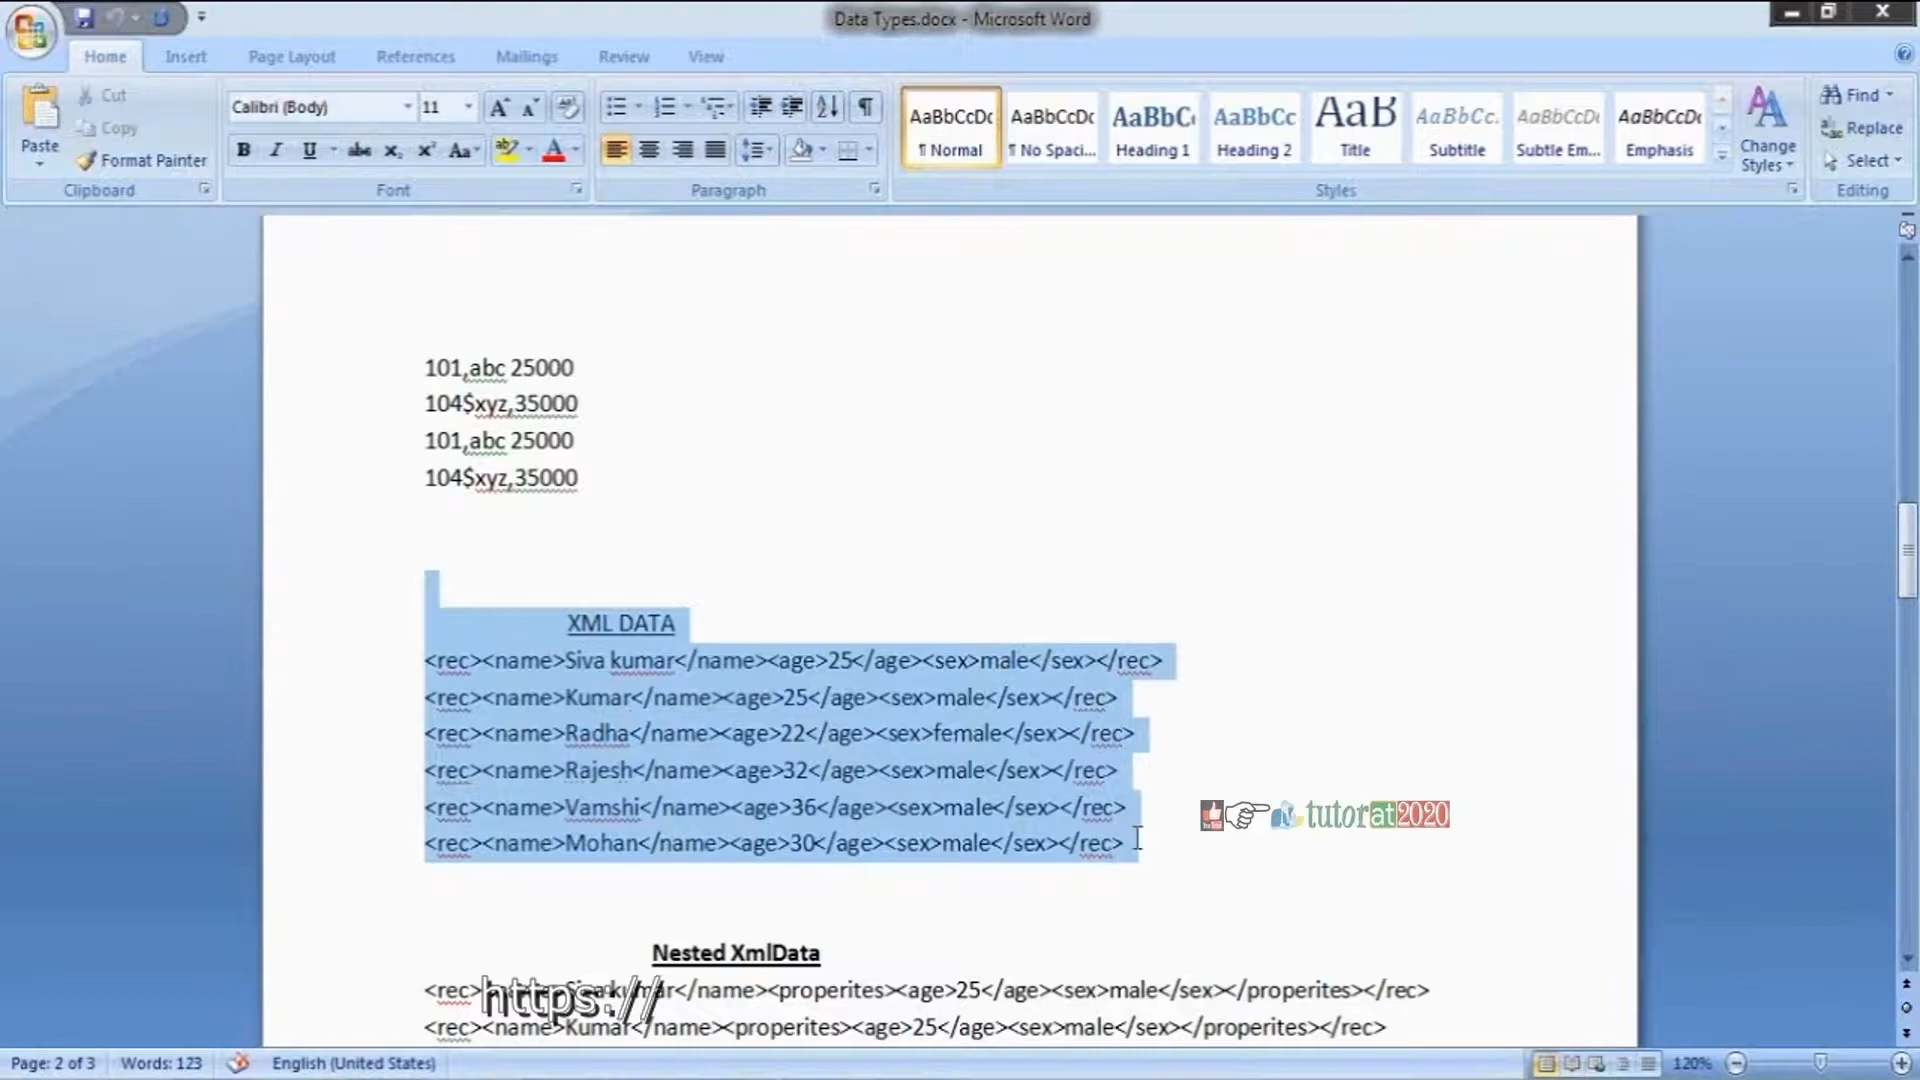 Data Types.docx - Microsoft Word
Home Insert Page Layout References Mailings Review View
Paste
Cut
Copy
Format Painter
Clipboard
Calibri (Body) 11
Font
Paragraph
AaBbCcDc AaBbCcDc AaBbC AaBbCc AaB AaBbCc. AaBbCcDi AaBbCcDc
¶ Normal ¶ No Spaci... Heading 1 Heading 2 Title Subtitle Subtle Em... Emphasis
Change Styles
Styles
Find
Replace
Select
Editing
101,abc 25000
104$xyz,35000
101,abc 25000
104$xyz,35000
XML DATA
<rec><name>Siva kumar</name><age>25</age><sex>male</sex></rec>
<rec><name>Kumar</name><age>25</age><sex>male</sex></rec>
<rec><name>Radha</name><age>22</age><sex>female</sex></rec>
<rec><name>Rajesh</name><age>32</age><sex>male</sex></rec>
<rec><name>Vamshi</name><age>36</age><sex>male</sex></rec>
<rec><name>Mohan</name><age>30</age><sex>male</sex></rec>
tutorat2020
Nested XmlData
<rec><name>Sivakumar</name><properites><age>25</age><sex>male</sex></properites></rec>
https://
<rec><name>Kumar</name><properites><age>25</age><sex>male</sex></properites></rec>
Page: 2 of 3 Words: 123 English (United States) 120%